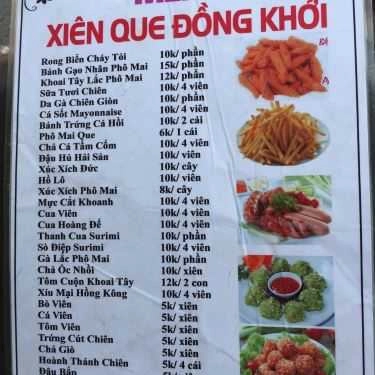 XIÊN QUE ĐỒNG KHỞI
Rong Biển Cháy Tỏi 10k/ phần
Bánh Gạo Nhân Phô Mai 15k/ phần
Khoai Tây Lắc Phô Mai 12k/ phần
Sữa Tươi Chiên 10k/ 4 viên
Da Gà Chiên Giòn 10k/ phần
Cá Sốt Mayonnaise 10k/ 4 viên
Bánh Trứng Cá Hồi 10k/ 2 cái
Phô Mai Que 6k/ 1 cái
Chả Cá Tẩm Cốm 10k/ 4 viên
Đậu Hủ Hải Sản 10k/ viên
Xúc Xích Đức 10k/ cây
Hồ Lô 10k/ viên
Xúc Xích Phô Mai 8k/ cây
Mực Cắt Khoanh 10k/ 4 viên
Cua Viên 10k/ 4 viên
Cua Hoàng Đế 10k/ 4 viên
Thanh Cua Surimi 10k/ phần
Sò Điệp Surimi 10k/ 4 viên
Gà Lắc Phô Mai 10k/ phần
Chả Ốc Nhồi 10k/ xiên
Tôm Cuộn Khoai Tây 12k/ 2 con
Xíu Mại Hồng Kông 10k/ 4 viên
Bò Viên 5k/ xiên
Cá Viên 5k/ xiên
Tôm Viên 5k/ xiên
Trứng Cút Chiên 5k/ xiên
Chả Giò 5k/ xiên
Hoành Thánh Chiên 5k/ 4 cái
Đậu Bắp 5k/ xiên